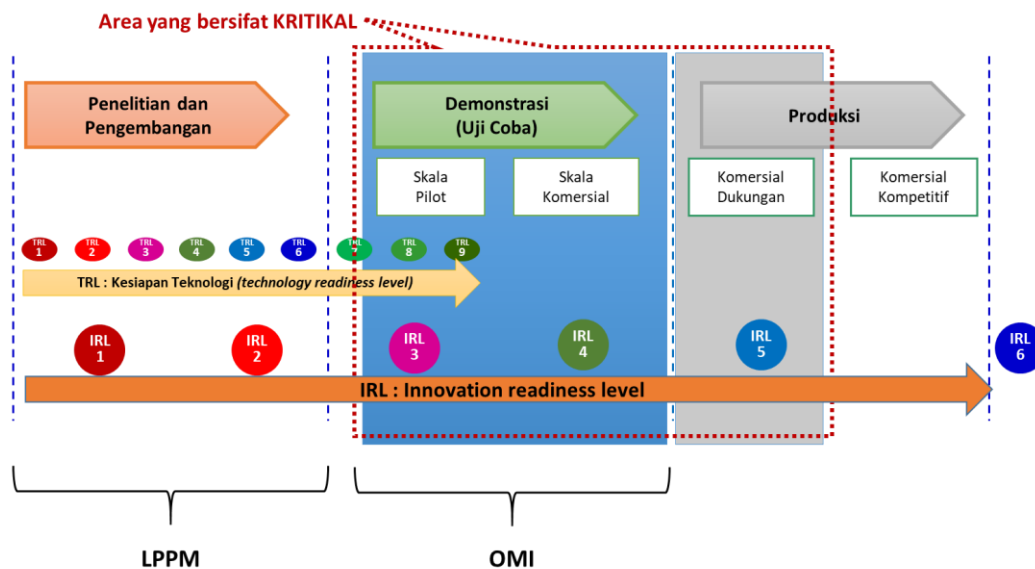 Area yang bersifat KRITIKAL
Penelitian dan
Pengembangan
Demonstrasi
(Uji Coba)
Produksi
Skala
Pilot
Skala
Komersial
Komersial
Dukungan
Komersial
Kompetitif
TRL
1
TRL
2
TRL
3
TRL
4
TRL
5
TRL
6
TRL
7
TRL
8
TRL
9
TRL : Kesiapan Teknologi (technology readiness level)
IRL
1
IRL
2
IRL
3
IRL
4
IRL
5
IRL
6
IRL : Innovation readiness level
LPPM
OMI